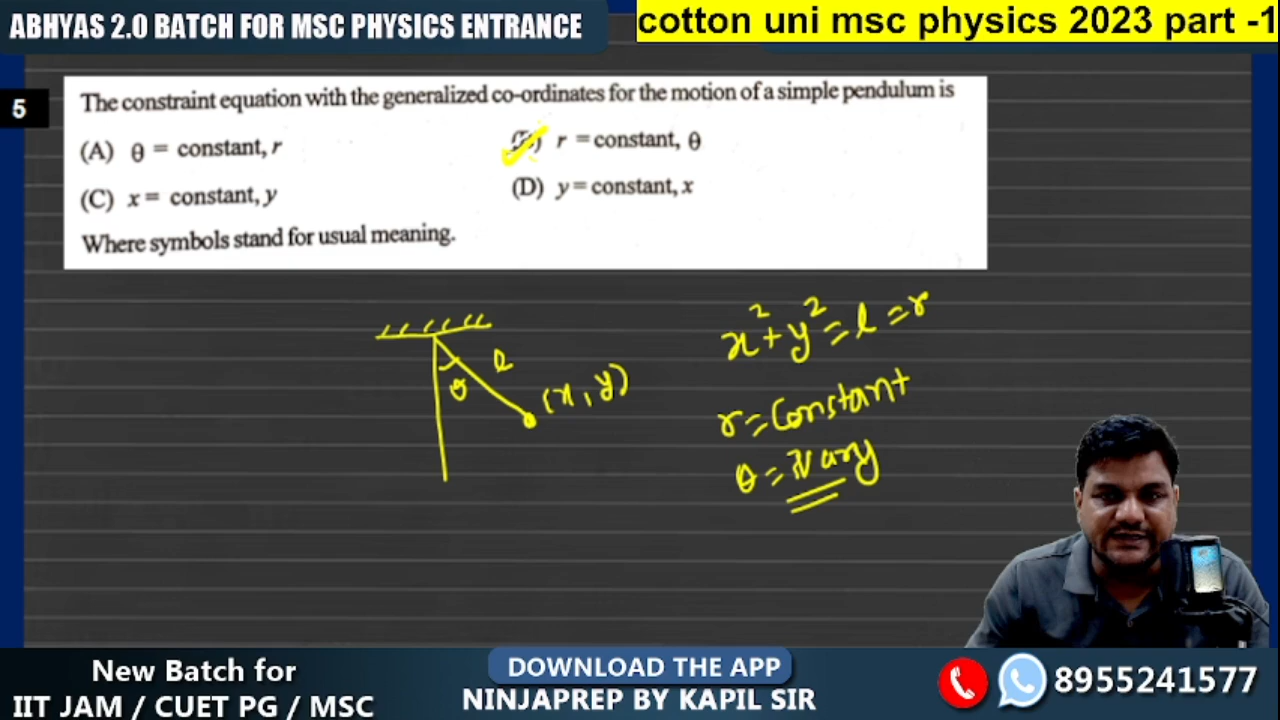 ABHYAS 2.0 BATCH FOR MSC PHYSICS ENTRANCE
cotton uni msc physics 2023 part -1
5
The constraint equation with the generalized co-ordinates for the motion of a simple pendulum is
(A) θ = constant, r
r = constant, θ
(C) x = constant, y
(D) y = constant, x
Where symbols stand for usual meaning.
θ
l
(x, y)
x² + y² = l = r
r = constant
θ = vary
New Batch for
IIT JAM / CUET PG / MSC
DOWNLOAD THE APP
NINJAPREP BY KAPIL SIR
8955241577